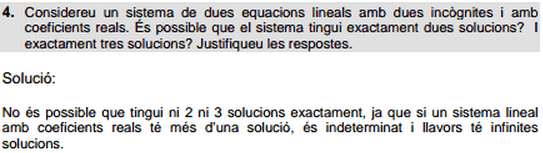 4. Considereu un sistema de dues equacions lineals amb dues incògnites i amb
coeficients reals. És possible que el sistema tingui exactament dues solucions? I
exactament tres solucions? Justifiqueu les respostes.
Solució:
No és possible que tingui ni 2 ni 3 solucions exactament, ja que si un sistema lineal
amb coeficients reals té més d'una solució, és indeterminat i llavors té infinites
solucions.